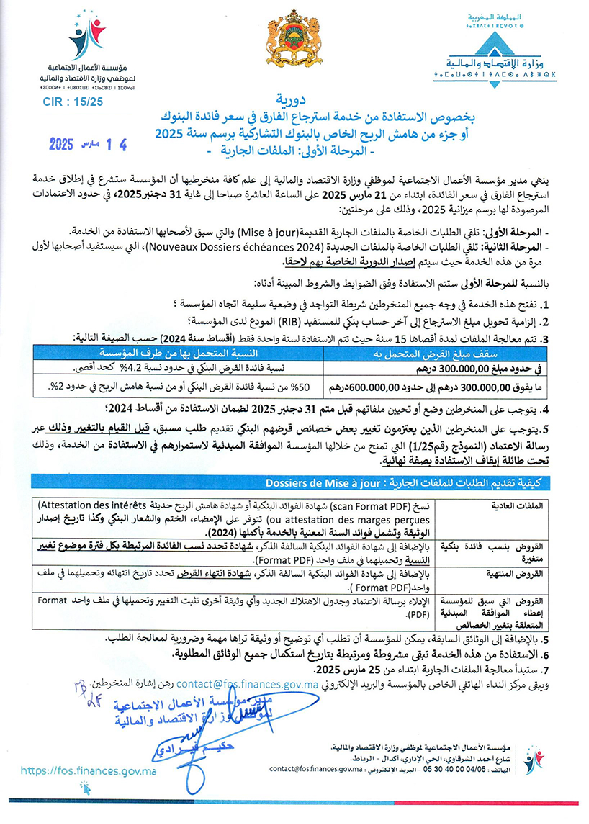 المملكة المغربية
وزارة الاقتصاد والمالية
مؤسسة الأعمال الاجتماعية
لموظفي وزارة الاقتصاد والمالية
CIR : 15/25
14 مارس 2025
دورية
بخصوص الاستفادة من خدمة استرجاع الفارق في سعر فائدة البنوك
أو جزء من هامش الربح الخاص بالبنوك التشاركية برسم سنة 2025
- المرحلة الأولى: الملفات الجارية -
ينهي مدير مؤسسة الأعمال الاجتماعية لموظفي وزارة الاقتصاد والمالية إلى علم كافة منخرطيها أن المؤسسة ستشرع في إطلاق خدمة
استرجاع الفارق في سعر الفائدة، ابتداء من 21 مارس 2025 على الساعة العاشرة صباحا إلى غاية 31 دجنبر2025، في حدود الاعتمادات
المرصودة لها برسم ميزانية 2025، وذلك على مرحلتين:
- المرحلة الأولى: تلقي الطلبات الخاصة بالملفات الجارية القديمة(Mise à jour) والتي سبق لأصحابها الاستفادة من الخدمة.
- المرحلة الثانية: تلقي الطلبات الخاصة بالملفات الجديدة (Nouveaux Dossiers échéances 2024)، التي سيستفيد أصحابها لأول
مرة من هذه الخدمة حيث سيتم إصدار الدورية الخاصة بهم لاحقا.
بالنسبة للمرحلة الأولى ستتم الاستفادة وفق الضوابط والشروط المبينة أدناه:
1. تفتح هذه الخدمة في وجه جميع المنخرطين شريطة التواجد في وضعية سليمة اتجاه المؤسسة ؛
2. إلزامية تحويل مبلغ الاسترجاع إلى آخر حساب بنكي للمستفيد (RIB) المودع لدى المؤسسة؛
3. تتم معالجة الملفات لمدة أقصاها 15 سنة حيث تتم الاستفادة لسنة واحدة فقط (أقساط سنة 2024) حسب الصيغة التالية:
سقف مبلغ القرض المتحمل به
النسبة المتحمل بها من طرف المؤسسة
في حدود مبلغ 300.000,00 درهم
نسبة فائدة القرض البنكي في حدود نسبة 4.2% كحد أقصى.
ما يفوق 300.000,00 درهم إلى حدود 600.000,00درهم
50% من نسبة فائدة القرض البنكي أو من نسبة هامش الربح في حدود 2%.
4. يتوجب على المنخرطين وضع أو تحيين ملفاتهم قبل متم 31 دجنبر 2025 لضمان الاستفادة من أقساط 2024؛
5. يتوجب على المنخرطين الذين يعتزمون تغيير بعض خصائص قروضهم البنكي تقديم طلب مسبق، قبل القيام بالتغيير وذلك عبر
رسالة الاعتماد (النموذج رقم1/25) التي تمنح من خلالها المؤسسة الموافقة المبدئية لاستمرارهم في الاستفادة من الخدمة، وذلك
تحت طائلة إيقاف الاستفادة بصفة نهائية.
كيفية تقديم الطلبات للملفات الجارية : Dossiers de Mise à jour
الملفات العادية
نسخ (scan Format PDF) شهادة الفوائد البنكية أو شهادة هامش الربح حديثة (Attestation des Intérêts
ou attestation des marges perçues) تتوفر على الإمضاء، الختم والشعار البنكي وكذا تاريخ إصدار
الوثيقة وتشمل فوائد السنة المعنية بالخدمة بأكملها (2024).
القروض بنسب فائدة بنكية متغيرة
بالإضافة إلى شهادة الفوائد البنكية السالفة الذكر، شهادة تحدد نسب الفائدة المرتبطة بكل فترة موضوع تغيير
النسبة وتحميلهما في ملف واحد (Format PDF).
القروض المنتهية
بالإضافة إلى شهادة الفوائد البنكية السالفة الذكر، شهادة انتهاء القرض تحدد تاريخ انتهائه وتحميلهما في ملف
واحد( Format PDF ).
القروض التي سبق للمؤسسة إعطاء الموافقة المبدئية المتعلقة بتغيير الخصائص
الإدلاء برسالة الاعتماد وجدول الاهتلاك الجديد وأي وثيقة أخرى تثبت التغيير وتحميلها في ملف واحد Format
(PDF).
5. بالإضافة إلى الوثائق السابقة، يمكن للمؤسسة أن تطلب أي توضيح أو وثيقة تراها مهمة وضرورية لمعالجة الطلب.
6. الاستفادة من هذه الخدمة تبقى مشروطة ومرتبطة بتاريخ استكمال جميع الوثائق المطلوبة.
7. ستبدأ معالجة الملفات الجارية ابتداء من 25 مارس 2025.
ويبقى مركز النداء الهاتفي الخاص بالمؤسسة والبريد الإلكتروني contact@fos.finances.gov.ma رهن إشارة المنخرطين.
مدير مؤسسة الأعمال الاجتماعية
لموظفي وزارة الاقتصاد والمالية
https://fos.finances.gov.ma
مؤسسة الأعمال الاجتماعية لموظفي وزارة الاقتصاد والمالية.
شارع أحمد الشرقاوي، الحي الإداري، أكدال - الرباط.
الهاتف : 05 30 40 00 04/05 البريد الالكتروني : contact@fos.finances.gov.ma